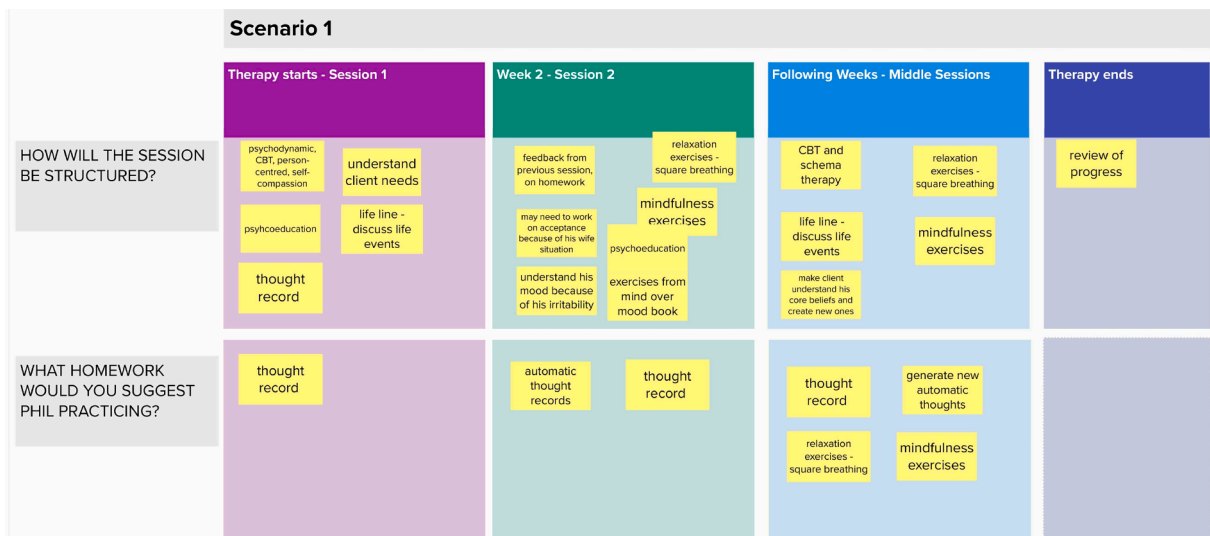 Scenario 1
Therapy starts - Session 1
Week 2 - Session 2
Following Weeks - Middle Sessions
Therapy ends
HOW WILL THE SESSION
BE STRUCTURED?
psychodynamic,
CBT, person-
centred, self-
compassion
understand
client needs
psyhcoeducation
life line -
discuss life
events
thought
record
feedback from
previous session,
on homework
relaxation
exercises -
square breathing
mindfulness
exercises
may need to work
on acceptance
because of his wife
situation
psychoeducation
understand his
mood because
of his irritability
exercises from
mind over
mood book
CBT and
schema
therapy
relaxation
exercises -
square breathing
life line -
discuss life
events
mindfulness
exercises
make client
understand his
core beliefs and
create new ones
review of
progress
WHAT HOMEWORK
WOULD YOU SUGGEST
PHIL PRACTICING?
thought
record
automatic
thought
records
thought
record
thought
record
generate new
automatic
thoughts
relaxation
exercises -
square breathing
mindfulness
exercises